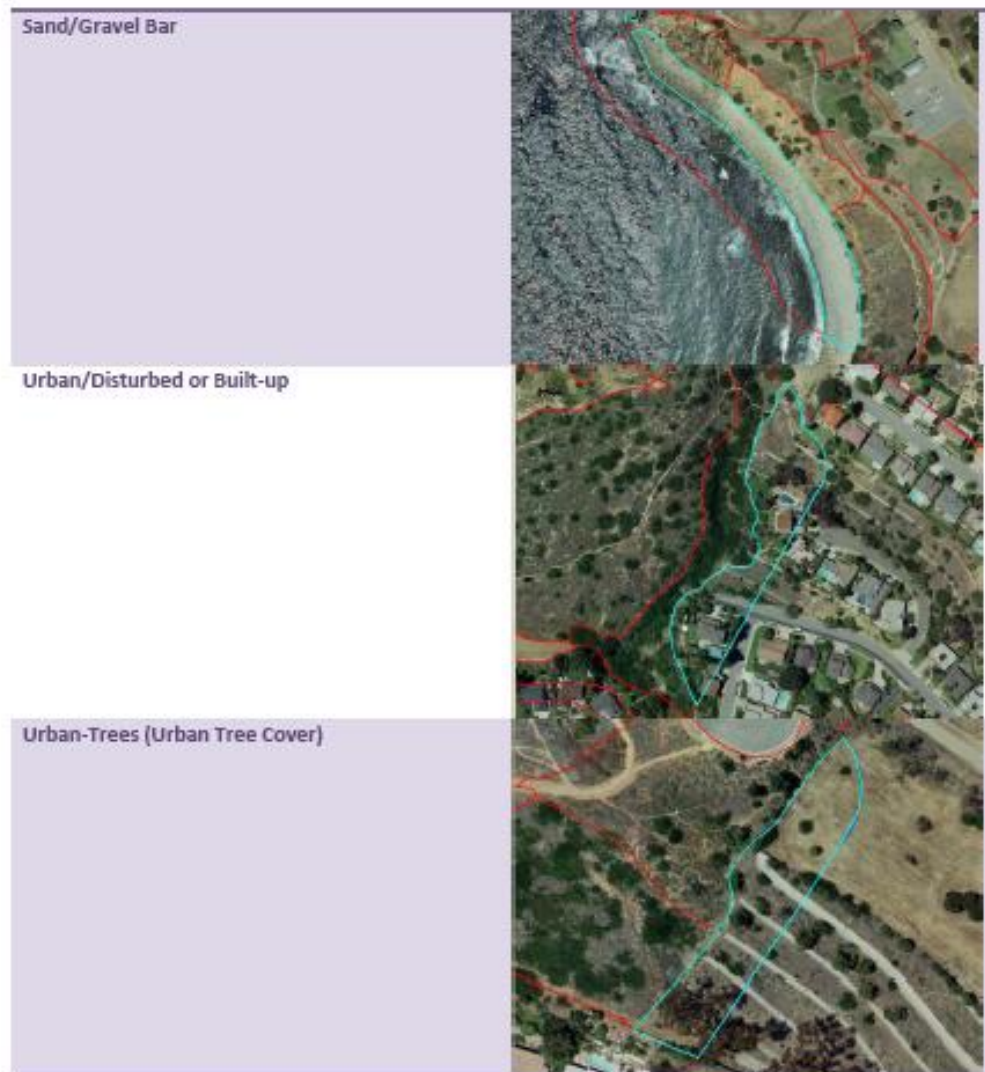 Sand/Gravel Bar
Urban/Disturbed or Built-up
Urban-Trees (Urban Tree Cover)